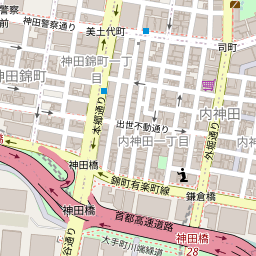 警察
前
神田警察通り
美土代町
司町
神田錦町一丁
目
神田錦町
本郷通り
出世不動通り
内神田一丁目
内神田
外堀通り
神田橋
錦町有楽町線
鎌倉橋
神田橋
首都高速道路
神田橋
28
大手町川端緑道